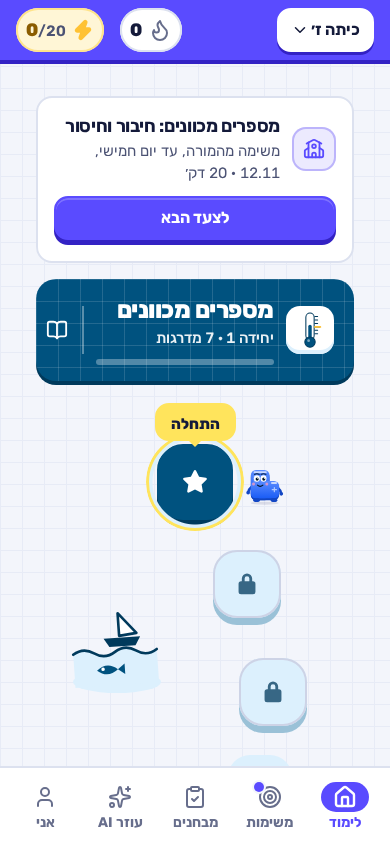 כיתה ז׳
0
0/20
מספרים מכוונים: חיבור וחיסור
משימה מהמורה, עד יום חמישי,
12.11 • 20 דק׳
לצעד הבא
מספרים מכוונים
יחידה 1 • 7 מדרגות
התחלה
לימוד
משימות
מבחנים
עוזר AI
אני